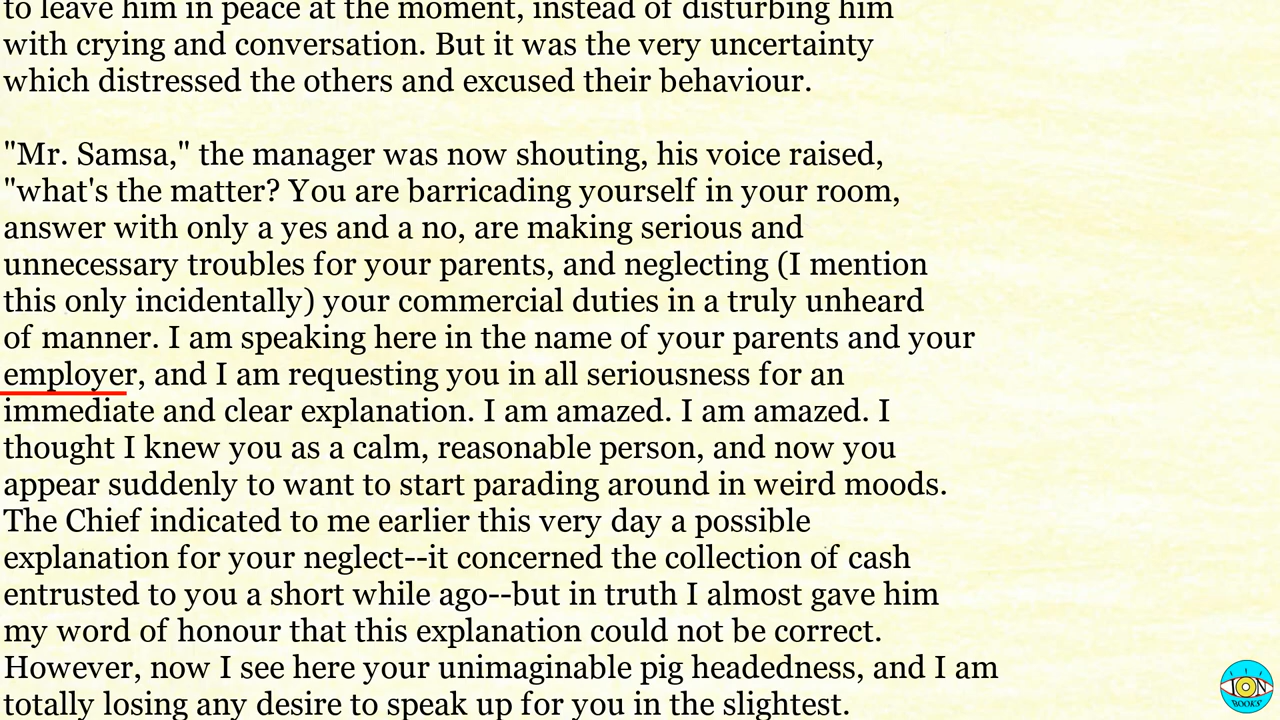 to leave him in peace at the moment, instead of disturbing him
with crying and conversation. But it was the very uncertainty
which distressed the others and excused their behaviour.
"Mr. Samsa," the manager was now shouting, his voice raised,
"what's the matter? You are barricading yourself in your room,
answer with only a yes and a no, are making serious and
unnecessary troubles for your parents, and neglecting (I mention
this only incidentally) your commercial duties in a truly unheard
of manner. I am speaking here in the name of your parents and your
employer, and I am requesting you in all seriousness for an
immediate and clear explanation. I am amazed. I am amazed. I
thought I knew you as a calm, reasonable person, and now you
appear suddenly to want to start parading around in weird moods.
The Chief indicated to me earlier this very day a possible
explanation for your neglect--it concerned the collection of cash
entrusted to you a short while ago--but in truth I almost gave him
my word of honour that this explanation could not be correct.
However, now I see here your unimaginable pig headedness, and I am
totally losing any desire to speak up for you in the slightest.
ION
BOOKS